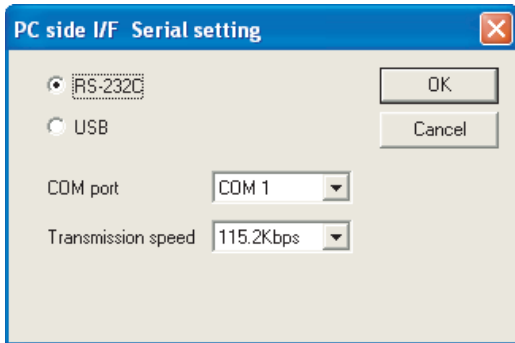 PC side I/F Serial setting
RS-232C
OK
USB
Cancel
COM port COM 1
Transmission speed 115.2Kbps